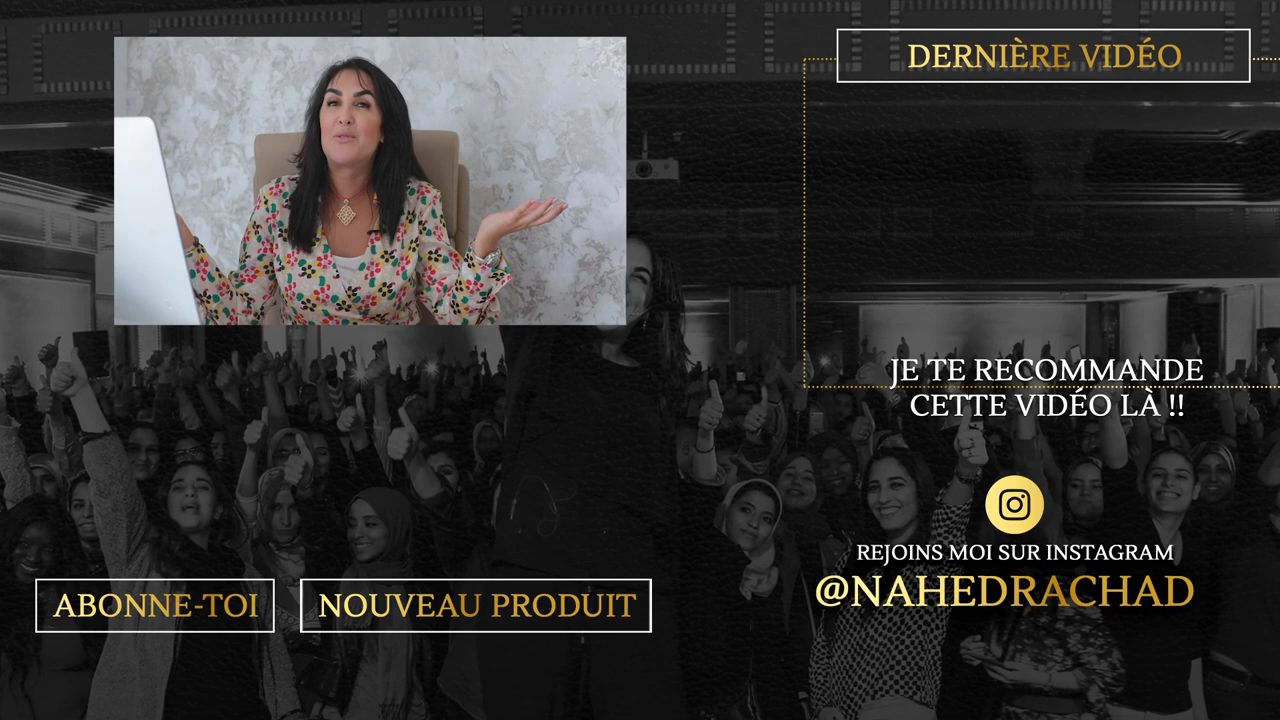 DERNIÈRE VIDÉO
JE TE RECOMMANDE
CETTE VIDÉO LÀ !!
REJOINS MOI SUR INSTAGRAM
@NAHEDRACHAD
ABONNE-TOI
NOUVEAU PRODUIT